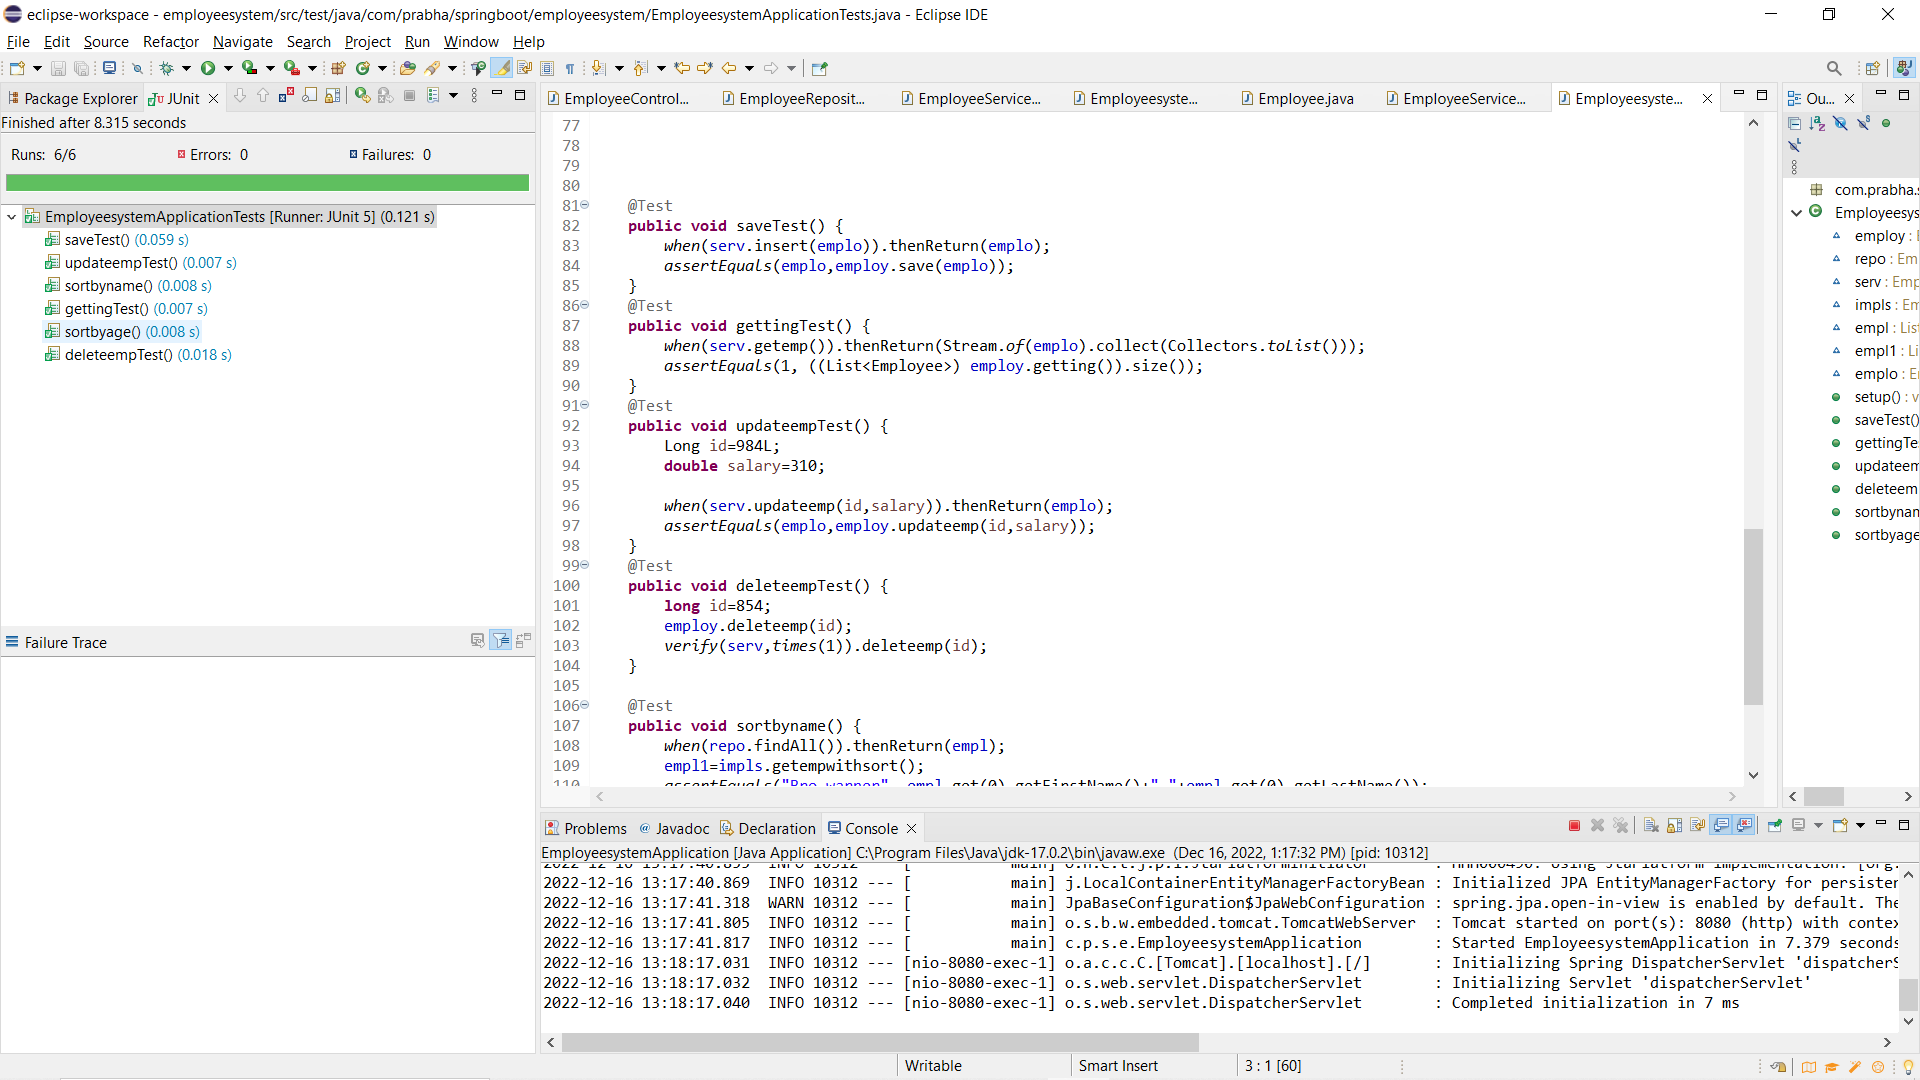 eclipse-workspace - employeesystem/src/test/java/com/prabha/springboot/employeesystem/EmployeesystemApplicationTests.java - Eclipse IDE
File Edit Source Refactor Navigate Search Project Run Window Help
Package Explorer JUnit
Finished after 8.315 seconds
Runs: 6/6 Errors: 0 Failures: 0
EmployeesystemApplicationTests [Runner: JUnit 5] (0.121 s)
saveTest() (0.059 s)
updateempTest() (0.007 s)
sortbyname() (0.008 s)
gettingTest() (0.007 s)
sortbyage() (0.008 s)
deleteempTest() (0.018 s)
Failure Trace
EmployeeControl... EmployeeReposit... EmployeeService... Employeesyste... Employee.java EmployeeService... Employeesyste...
77
78
79
80
81 @Test
82 public void saveTest() {
83 when(serv.insert(emplo)).thenReturn(emplo);
84 assertEquals(emplo,employ.save(emplo));
85 }
86 @Test
87 public void gettingTest() {
88 when(serv.getemp()).thenReturn(Stream.of(emplo).collect(Collectors.toList()));
89 assertEquals(1, ((List<Employee>) employ.getting()).size());
90 }
91 @Test
92 public void updateempTest() {
93 Long id=984L;
94 double salary=310;
95
96 when(serv.updateemp(id,salary)).thenReturn(emplo);
97 assertEquals(emplo,employ.updateemp(id,salary));
98 }
99 @Test
100 public void deleteempTest() {
101 long id=854;
102 employ.deleteemp(id);
103 verify(serv,times(1)).deleteemp(id);
104 }
105
106 @Test
107 public void sortbyname() {
108 when(repo.findAll()).thenReturn(empl);
109 empl1=impls.getempwithsort();
110 assertEquals("Bro warner", empl.get(0).getFirstName()+" "+empl.get(0).getLastName());
Ou...
com.prabha.s
Employeesys
employ :
repo : Em
serv : Emp
impls : Em
empl : List
empl1 : Li
emplo : E
setup() : v
saveTest()
gettingTe
updateem
deleteem
sortbynam
sortbyage
Problems Javadoc Declaration Console
EmployeesystemApplication [Java Application] C:\Program Files\Java\jdk-17.0.2\bin\javaw.exe (Dec 16, 2022, 1:17:32 PM) [pid: 10312]
2022-12-16 13:17:40.869 INFO 10312 --- [ main] j.LocalContainerEntityManagerFactoryBean : Initialized JPA EntityManagerFactory for persister
2022-12-16 13:17:41.318 WARN 10312 --- [ main] JpaBaseConfiguration$JpaWebConfiguration : spring.jpa.open-in-view is enabled by default. The
2022-12-16 13:17:41.805 INFO 10312 --- [ main] o.s.b.w.embedded.tomcat.TomcatWebServer : Tomcat started on port(s): 8080 (http) with contex
2022-12-16 13:17:41.817 INFO 10312 --- [ main] c.p.s.e.EmployeesystemApplication : Started EmployeesystemApplication in 7.379 seconds
2022-12-16 13:18:17.031 INFO 10312 --- [nio-8080-exec-1] o.a.c.c.C.[Tomcat].[localhost].[/] : Initializing Spring DispatcherServlet 'dispatcherS
2022-12-16 13:18:17.032 INFO 10312 --- [nio-8080-exec-1] o.s.web.servlet.DispatcherServlet : Initializing Servlet 'dispatcherServlet'
2022-12-16 13:18:17.040 INFO 10312 --- [nio-8080-exec-1] o.s.web.servlet.DispatcherServlet : Completed initialization in 7 ms
Writable Smart Insert 3 : 1 [60]